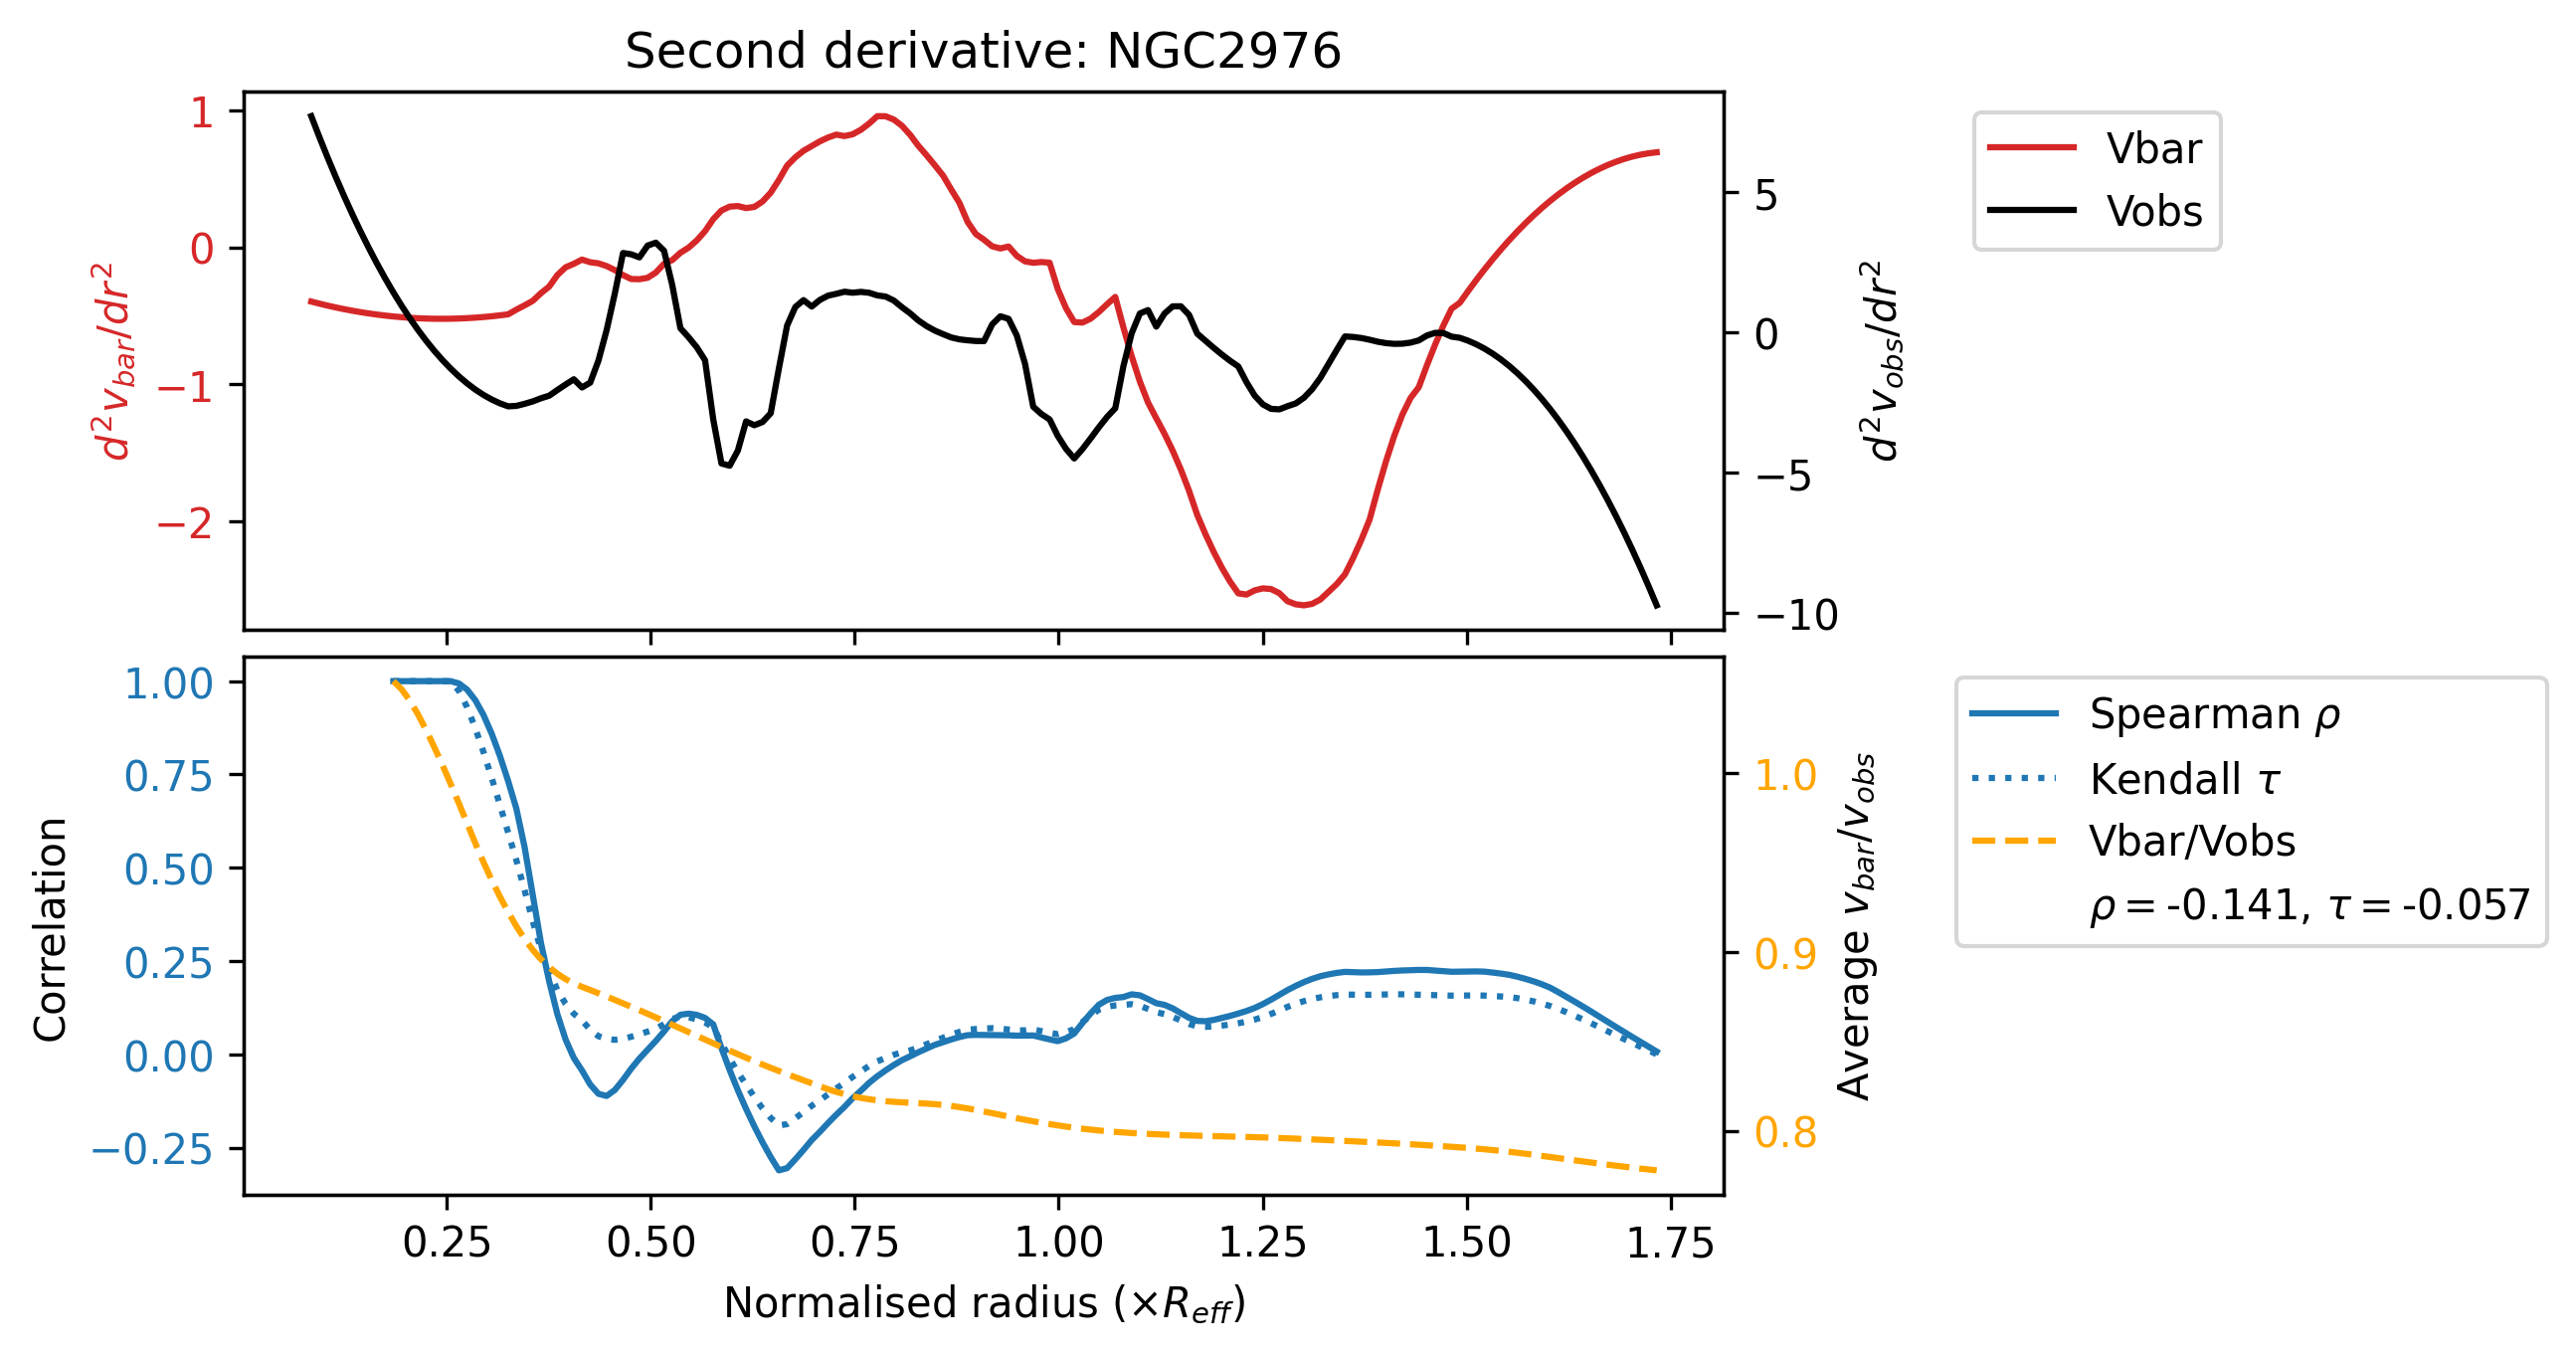 Second derivative: NGC2976
1
0
−1
−2
d²v_bar/dr²
5
0
−5
−10
d²v_obs/dr²
Vbar
Vobs
1.00
0.75
0.50
0.25
0.00
−0.25
Correlation
1.0
0.9
0.8
Average v_bar/v_obs
Spearman ρ
Kendall τ
Vbar/Vobs
ρ = -0.141, τ = -0.057
0.25 0.50 0.75 1.00 1.25 1.50 1.75
Normalised radius (×R_eff)